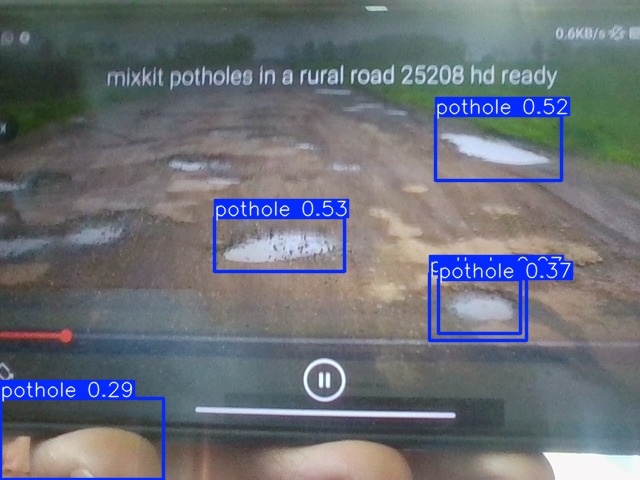 0.6KB/s
mixkit potholes in a rural road 25208 hd ready
pothole 0.52
pothole 0.53
pothole 0.37
pothole 0.29